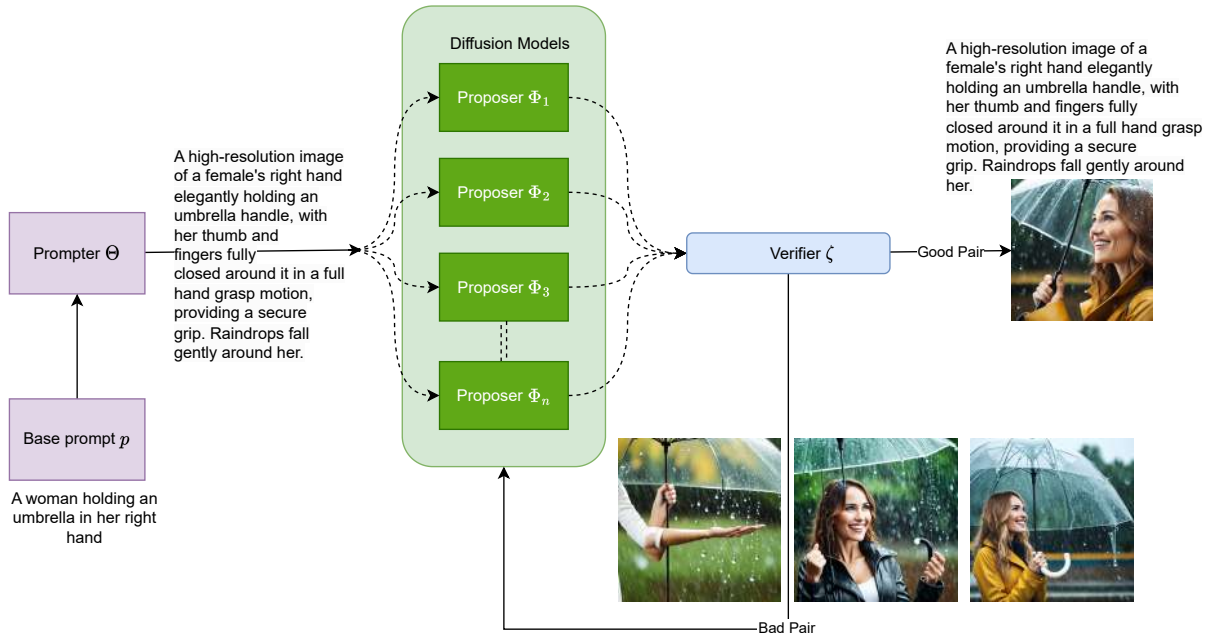 Diffusion Models
Proposer Φ₁
Proposer Φ₂
Proposer Φ₃
Proposer Φₙ
Prompter Θ
Base prompt p
A woman holding an
umbrella in her right
hand
A high-resolution image
of a female's right hand
elegantly holding an
umbrella handle, with
her thumb and
fingers fully
closed around it in a full
hand grasp motion,
providing a secure
grip. Raindrops fall
gently around her.
Verifier ζ
Good Pair
Bad Pair
A high-resolution image of a
female's right hand elegantly
holding an umbrella handle, with
her thumb and fingers fully
closed around it in a full hand grasp
motion, providing a secure
grip. Raindrops fall gently around
her.